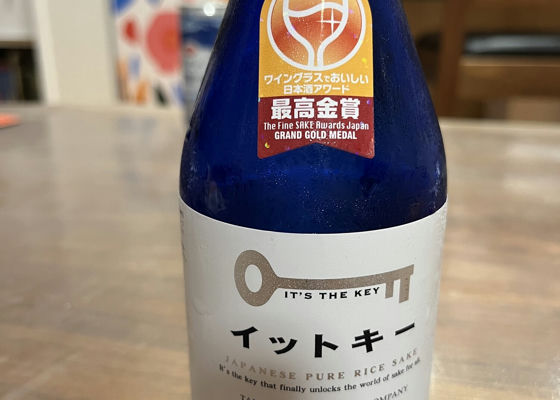 ワイングラスでおいしい
日本酒アワード
最高金賞
The Fine SAKE Awards Japan
GRAND GOLD MEDAL
IT'S THE KEY
イットキー
JAPANESE PURE RICE SAKE
It's the key that finally unlocks the world of sake for all.
COMPANY